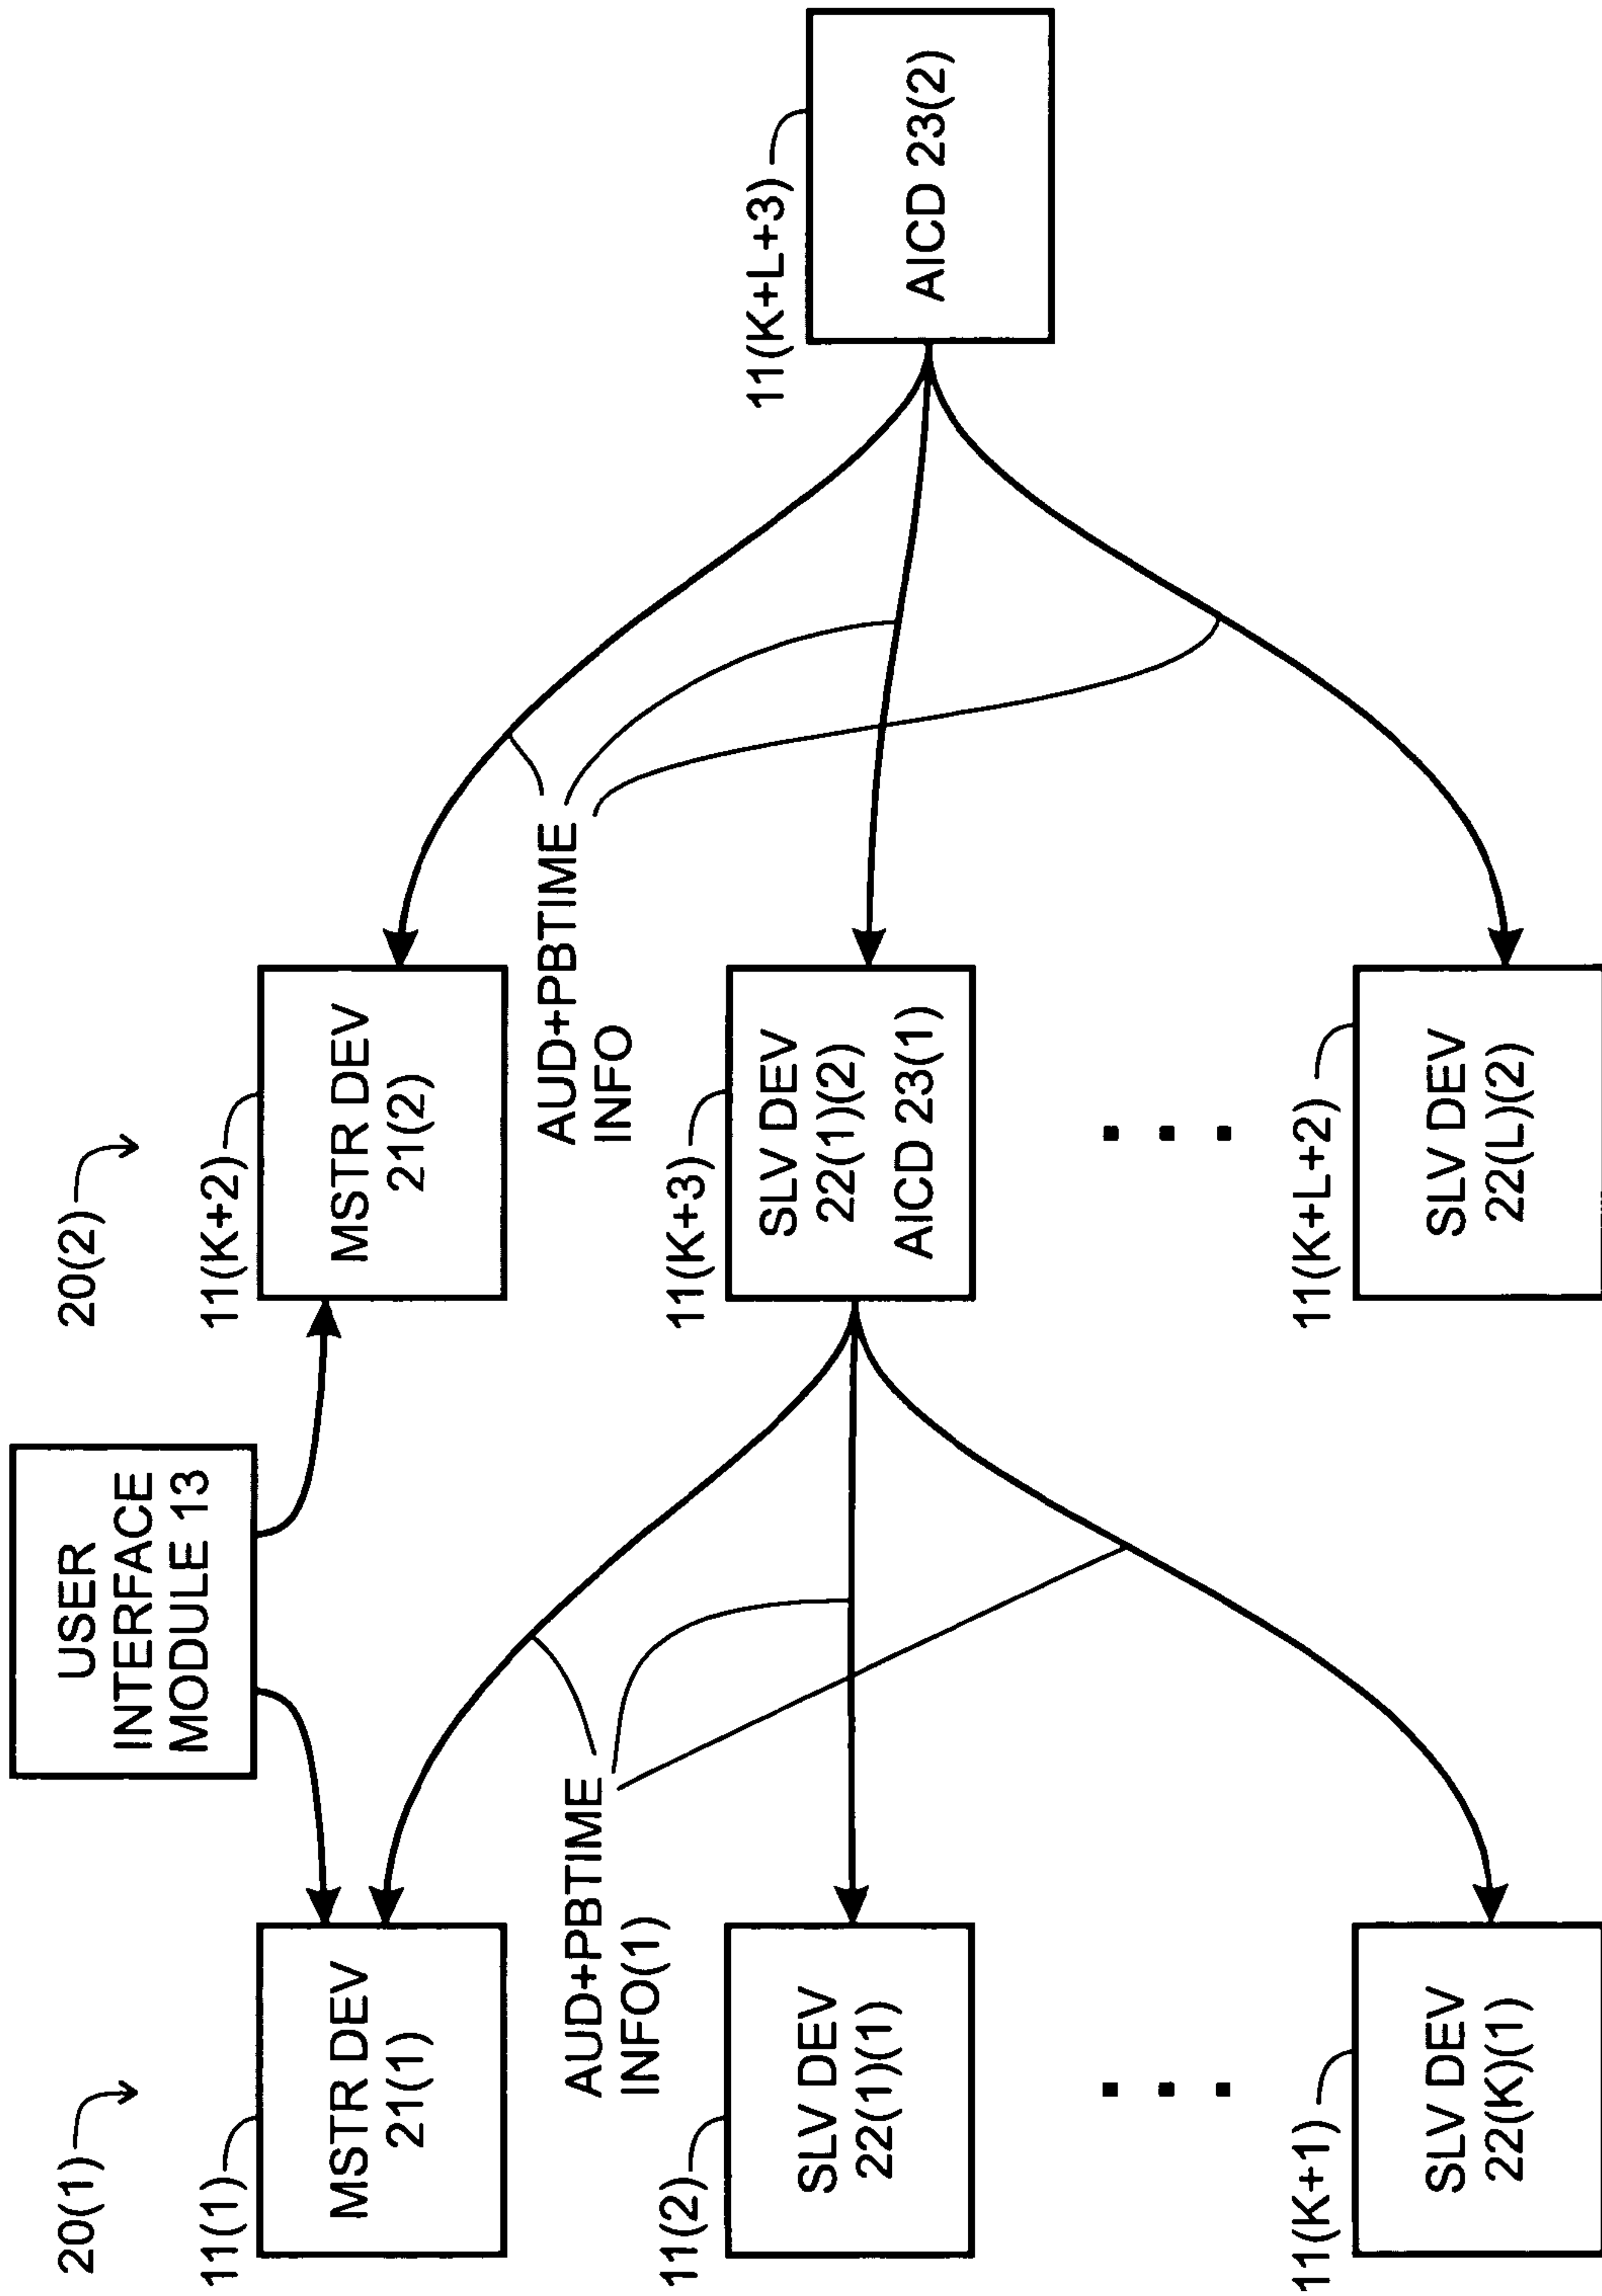 20(1)
20(2)
USER
INTERFACE
MODULE 13
11(1)
MSTR DEV
21(1)
11(K+2)
MSTR DEV
21(2)
AUD+PBTIME
INFO(1)
AUD+PBTIME
INFO
11(2)
SLV DEV
22(1)(1)
11(K+3)
SLV DEV
22(1)(2)
AICD 23(1)
11(K+L+3)
AICD 23(2)
11(K+1)
SLV DEV
22(K)(1)
11(K+L+2)
SLV DEV
22(L)(2)